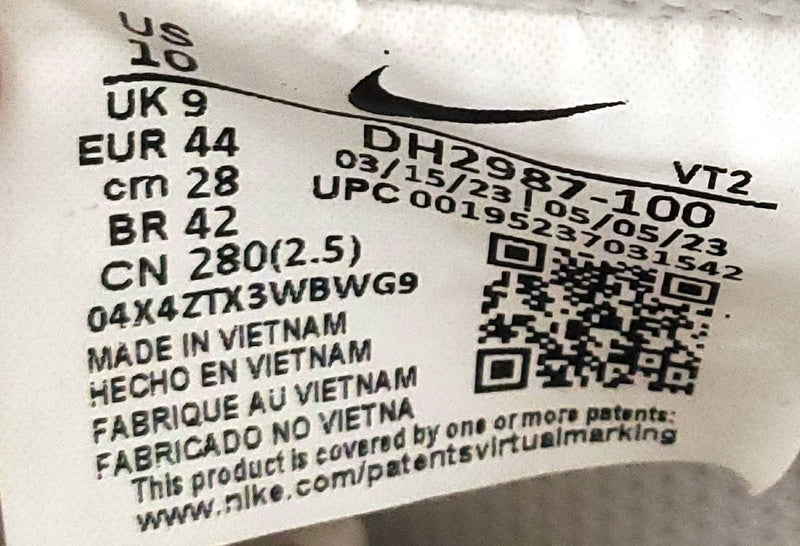 US
10
UK 9
EUR 44
cm 28
BR 42
CN 280(2.5)
04X4ZTX3WBWG9
MADE IN VIETNAM
HECHO EN VIETNAM
FABRIQUE AU VIETNAM
FABRICADO NO VIETNA
This product is covered by one or more patents:
www.nike.com/patentsvirtualmarking
VT2
DH2987-100
03/15/23 | 05/05/23
UPC 00195237031542